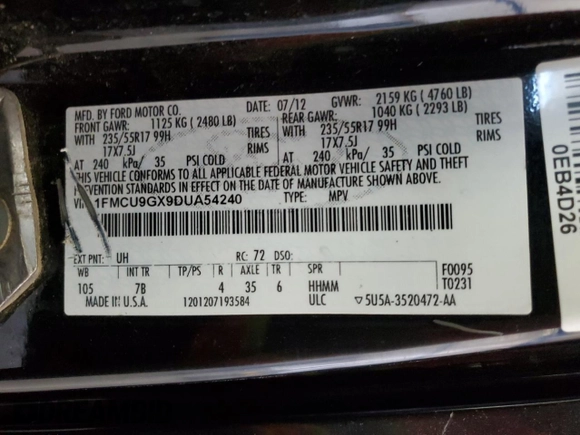 MFD. BY FORD MOTOR CO. DATE: 07/12 GVWR: 2159 KG ( 4760 LB)
FRONT GAWR: 1125 KG ( 2480 LB) REAR GAWR: 1040 KG ( 2293 LB)
WITH 235/55R17 99H TIRES WITH 235/55R17 99H TIRES
17X7.5J RIMS 17X7.5J RIMS
AT 240 kPa/ 35 PSI COLD AT 240 kPa/ 35 PSI COLD
THIS VEHICLE CONFORMS TO ALL APPLICABLE FEDERAL MOTOR VEHICLE SAFETY AND THEFT
PREVENTION STANDARDS IN EFFECT ON THE DATE OF MANUFACTURE SHOWN ABOVE.
VIN: 1FMCU9GX9DUA54240 TYPE: MPV
EXT PNT: UH RC: 72 DSO:
WB INT TR TP/PS R AXLE TR SPR F0095
105 7B 4 35 6 HHMM T0231
MADE IN U.S.A. 1201207193584 ULC 5U5A-3520472-AA
0EB4D26